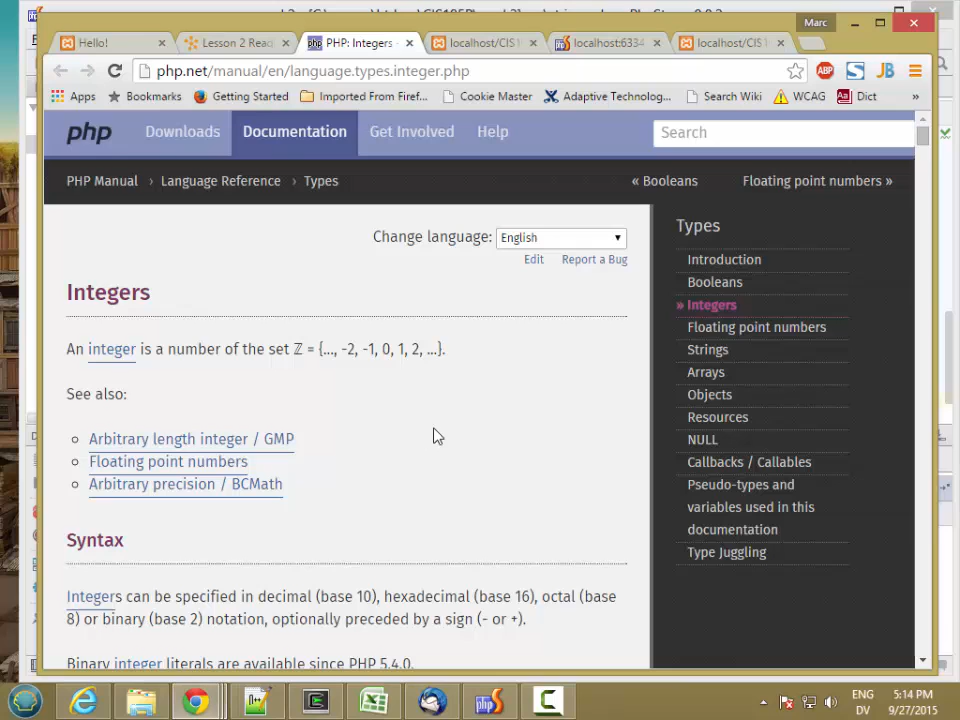 Marc
Hello!
Lesson 2 Read
PHP: Integers -
localhost/CIS1
localhost:6334
localhost/CIS1
php.net/manual/en/language.types.integer.php
ABP
JB
Apps
Bookmarks
Getting Started
Imported From Firef...
Cookie Master
Adaptive Technolog...
Search Wiki
WCAG
Dict
»
php
Downloads
Documentation
Get Involved
Help
Search
PHP Manual › Language Reference › Types
« Booleans
Floating point numbers »
Change language: English
Edit
Report a Bug
Integers
An integer is a number of the set ℤ = {..., -2, -1, 0, 1, 2, ...}.
See also:
Arbitrary length integer / GMP
Floating point numbers
Arbitrary precision / BCMath
Syntax
Integers can be specified in decimal (base 10), hexadecimal (base 16), octal (base
8) or binary (base 2) notation, optionally preceded by a sign (- or +).
Binary integer literals are available since PHP 5.4.0.
Types
Introduction
Booleans
» Integers
Floating point numbers
Strings
Arrays
Objects
Resources
NULL
Callbacks / Callables
Pseudo-types and
variables used in this
documentation
Type Juggling
ENG
DV
5:14 PM
9/27/2015